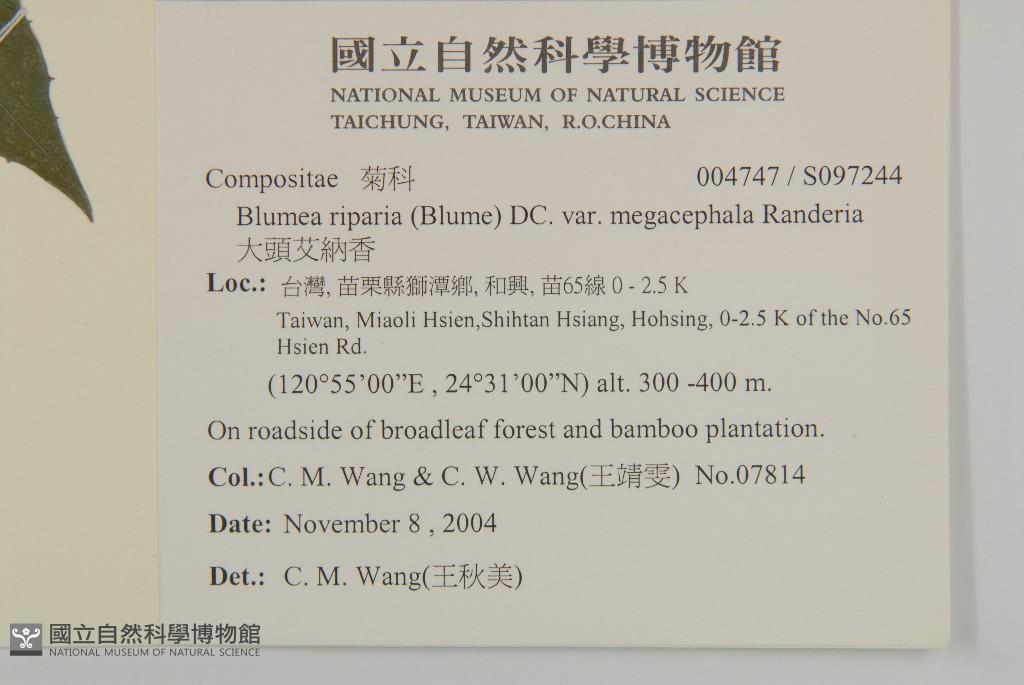 國立自然科學博物館
NATIONAL MUSEUM OF NATURAL SCIENCE
TAICHUNG, TAIWAN, R.O.CHINA
Compositae 菊科 004747 / S097244
Blumea riparia (Blume) DC. var. megacephala Randeria
大頭艾納香
Loc.: 台灣, 苗栗縣獅潭鄉, 和興, 苗65線 0 - 2.5 K
Taiwan, Miaoli Hsien,Shihtan Hsiang, Hohsing, 0-2.5 K of the No.65
Hsien Rd.
(120°55’00”E , 24°31’00”N) alt. 300 -400 m.
On roadside of broadleaf forest and bamboo plantation.
Col.: C. M. Wang & C. W. Wang(王靖雯) No.07814
Date: November 8 , 2004
Det.: C. M. Wang(王秋美)
國立自然科學博物館
NATIONAL MUSEUM OF NATURAL SCIENCE